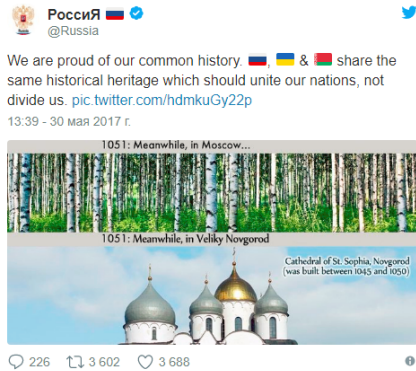 РоссиЯ
@Russia
We are proud of our common history. 🇷🇺, 🇺🇦 & 🇧🇾 share the
same historical heritage which should unite our nations, not
divide us. pic.twitter.com/hdmkuGy22p
13:39 - 30 мая 2017 г.
1051: Meanwhile, in Moscow...
1051: Meanwhile, in Veliky Novgorod
Cathedral of St. Sophia, Novgorod
(was built between 1045 and 1050)
226 3 602 3 688